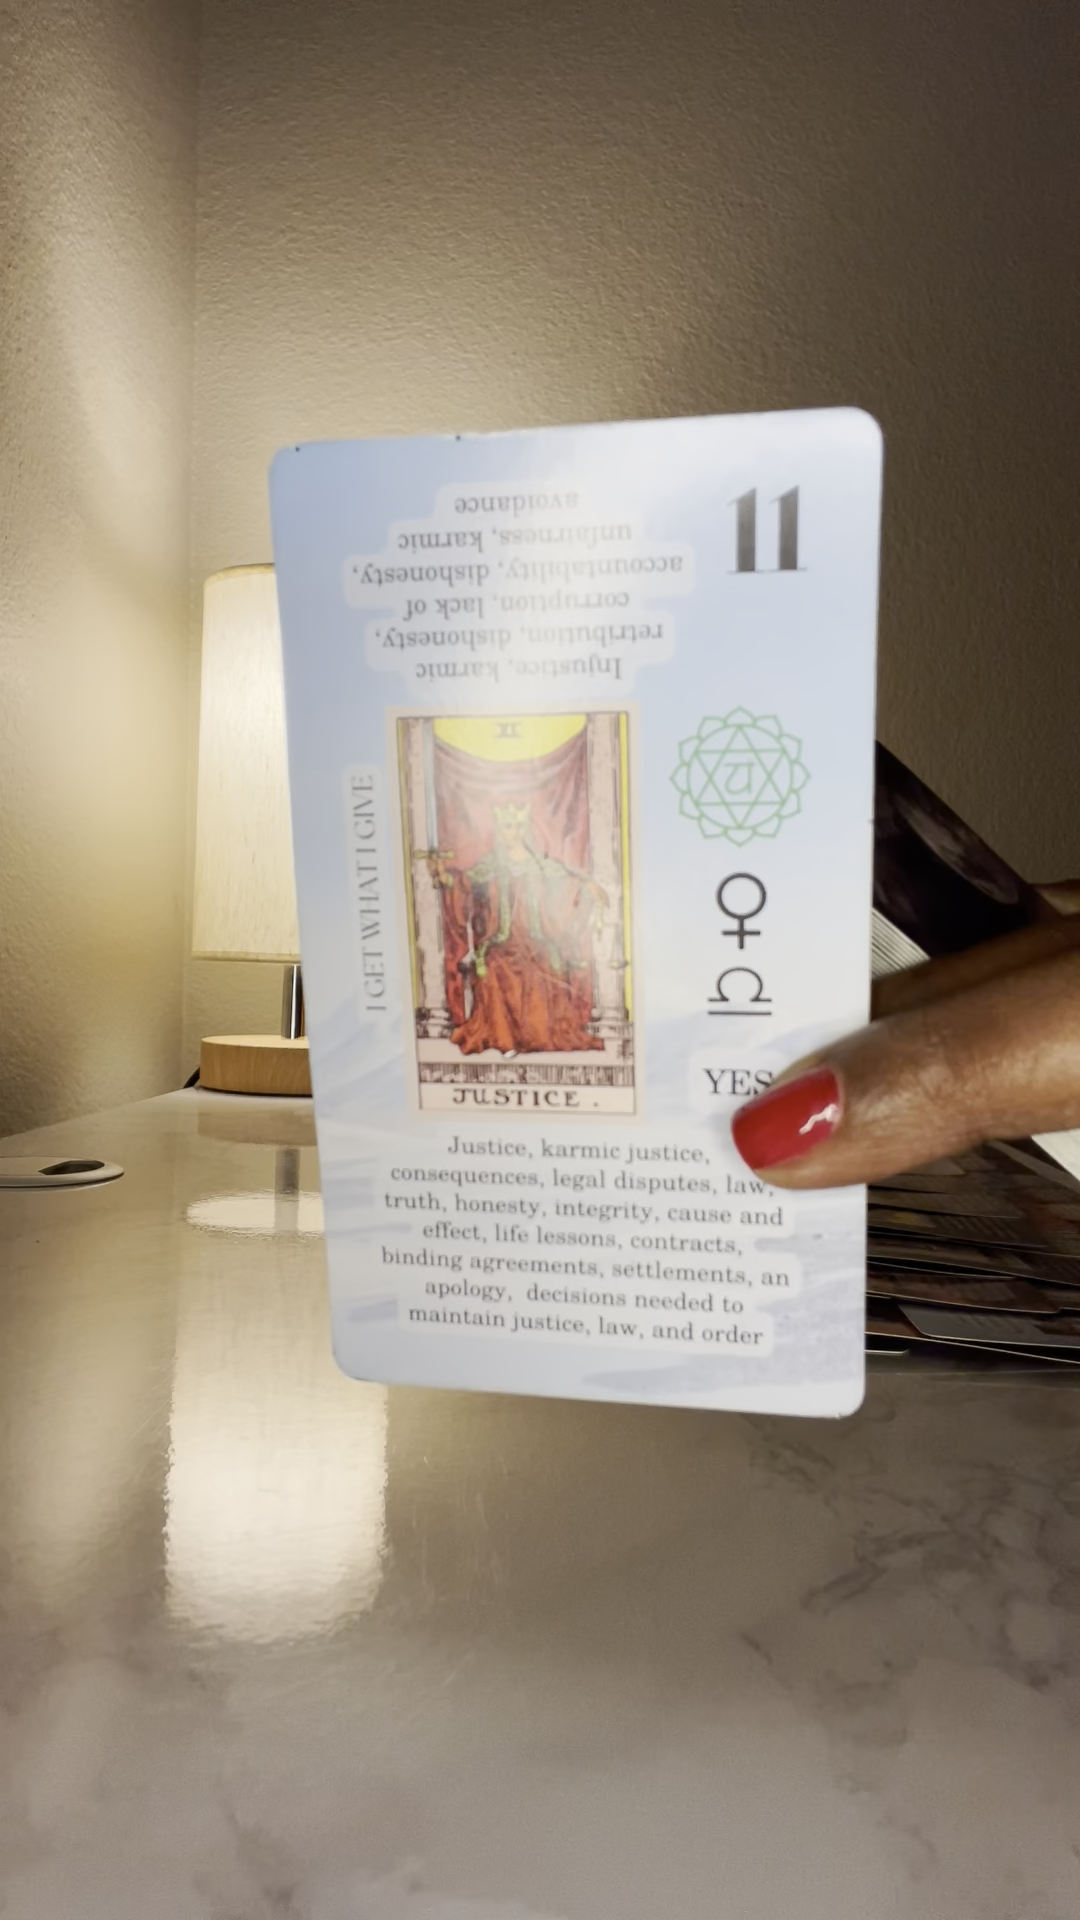 11
avoidance
unfairness, karmic
accountability, dishonesty,
corruption, lack of
retribution, dishonesty,
Injustice, karmic
XI
I GET WHAT I GIVE
यं
♀
♎
YES
JUSTICE .
Justice, karmic justice,
consequences, legal disputes, law,
truth, honesty, integrity, cause and
effect, life lessons, contracts,
binding agreements, settlements, an
apology, decisions needed to
maintain justice, law, and order